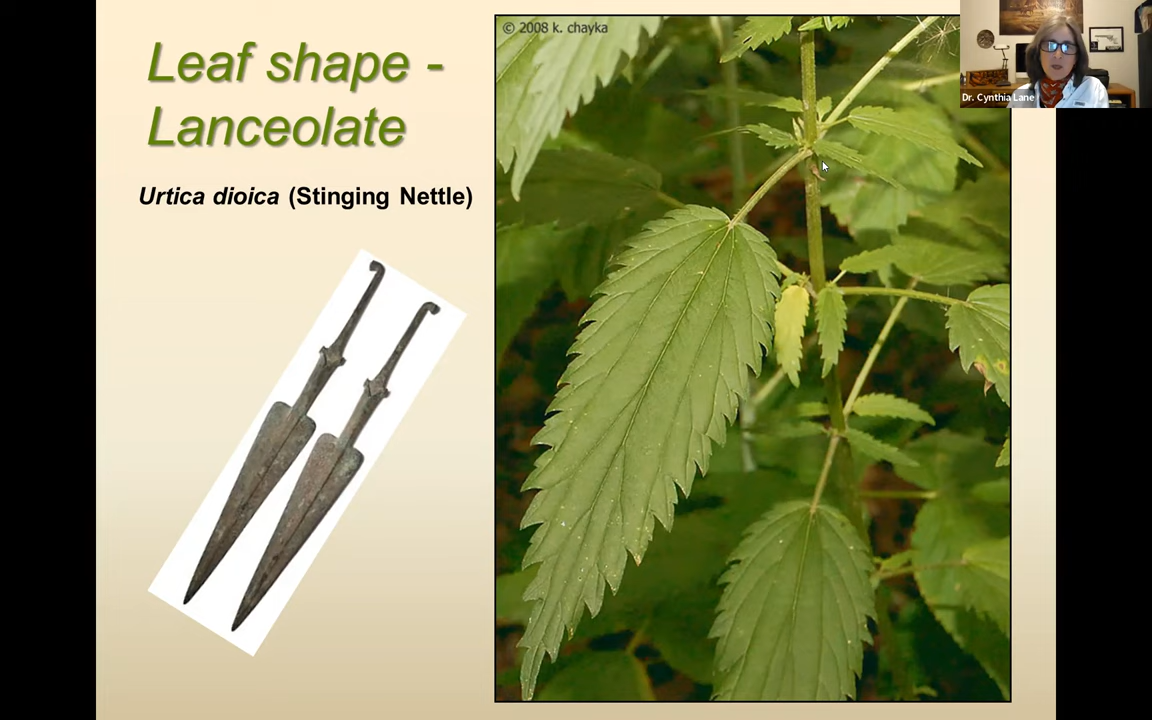 Leaf shape -
Lanceolate
Urtica dioica (Stinging Nettle)
© 2008 k. chayka
Dr. Cynthia Lane